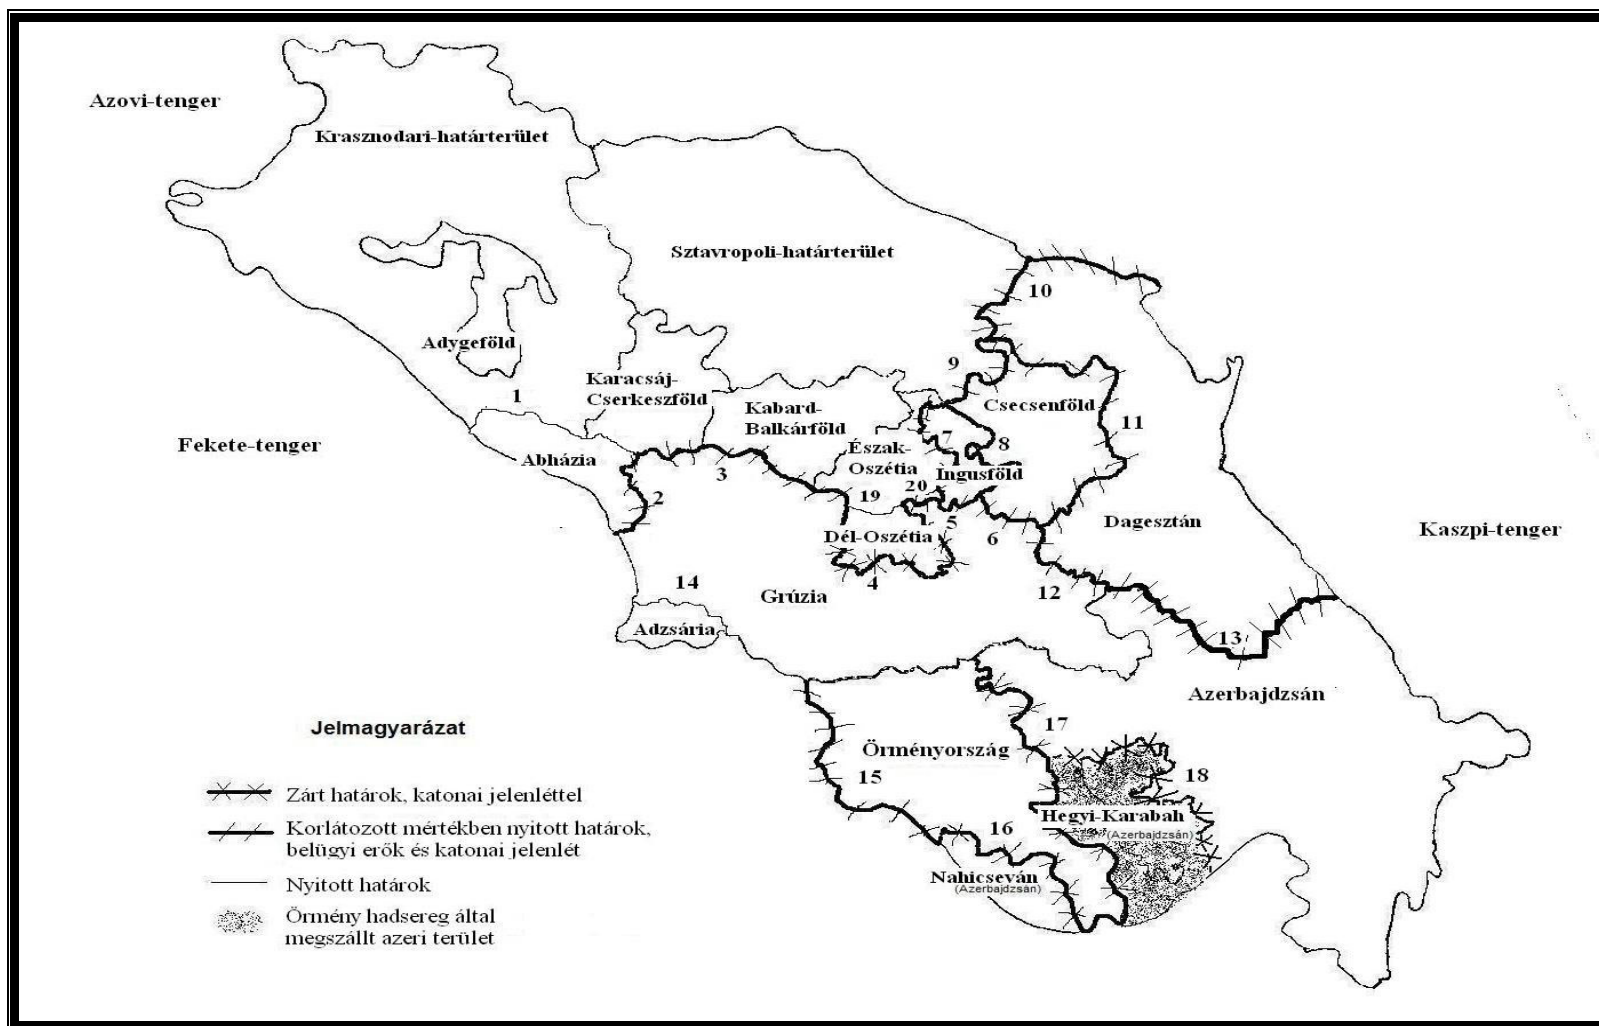 Azovi-tenger
Krasznodari-határterület
Sztavropoli-határterület
10
Adygeföld
9
Karacsáj-
Cserkeszföld
1
Csecsenföld
Kabard-
Balkárföld
11
Fekete-tenger
7
8
Észak-
Oszétia
Abházia
3
Ingusföld
2
19
20
Dagesztán
5
6
Kaszpi-tenger
Dél-Oszétia
4
14
Grúzia
12
Adzsária
13
Azerbajdzsán
17
Örményország
15
18
16
Hegyi-Karabah
(Azerbajdzsán)
Nahicseván
(Azerbajdzsán)
Jelmagyarázat
Zárt határok, katonai jelenléttel
Korlátozott mértékben nyitott határok,
belügyi erők és katonai jelenlét
Nyitott határok
Örmény hadsereg által
megszállt azeri terület